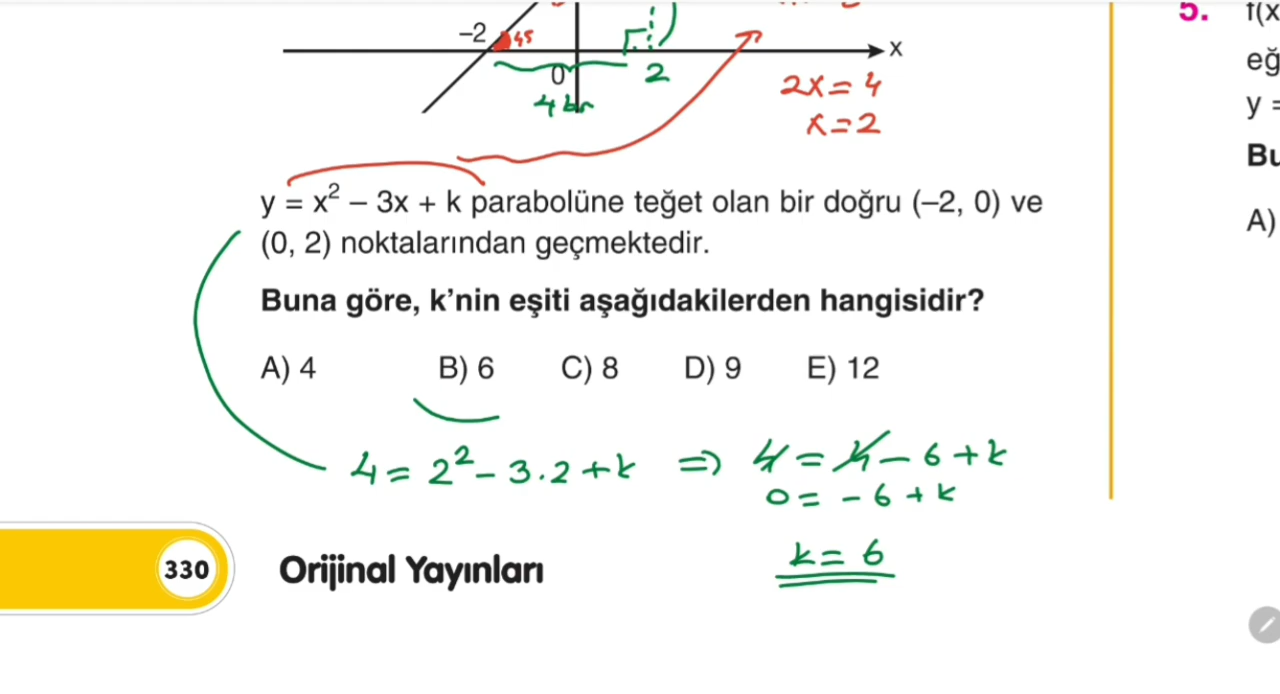 5. f(x
-2 45 x
eğ
0 2
4 br
2x = 4
y =
x = 2
Bu
y = x² – 3x + k parabolüne teğet olan bir doğru (–2, 0) ve
A)
(0, 2) noktalarından geçmektedir.
Buna göre, k’nin eşiti aşağıdakilerden hangisidir?
A) 4 B) 6 C) 8 D) 9 E) 12
4 = 2² - 3.2 + k ⇒ 4 = 4 - 6 + k
0 = - 6 + k
k = 6
330 Orijinal Yayınları